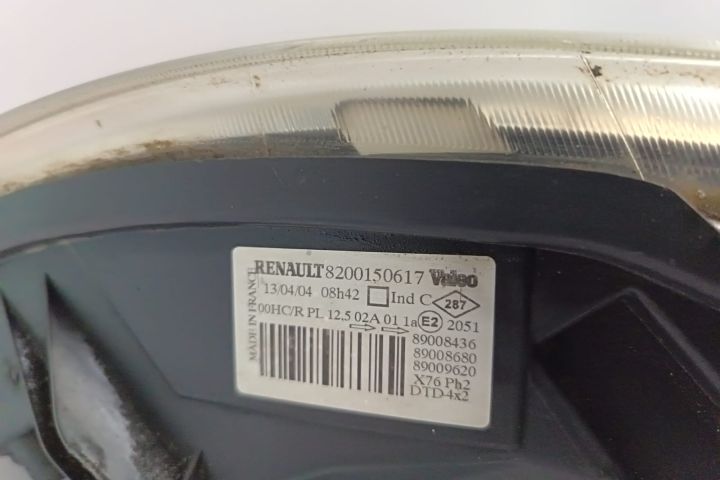 RENAULT 8200150617 Valeo
13/04/04 08h42 Ind C 287
00HC/R PL 12,5 02A 01 1a E2 2051
MADE IN FRANCE
89008436
89008680
89009620
X76 Ph2
DTD 4x2